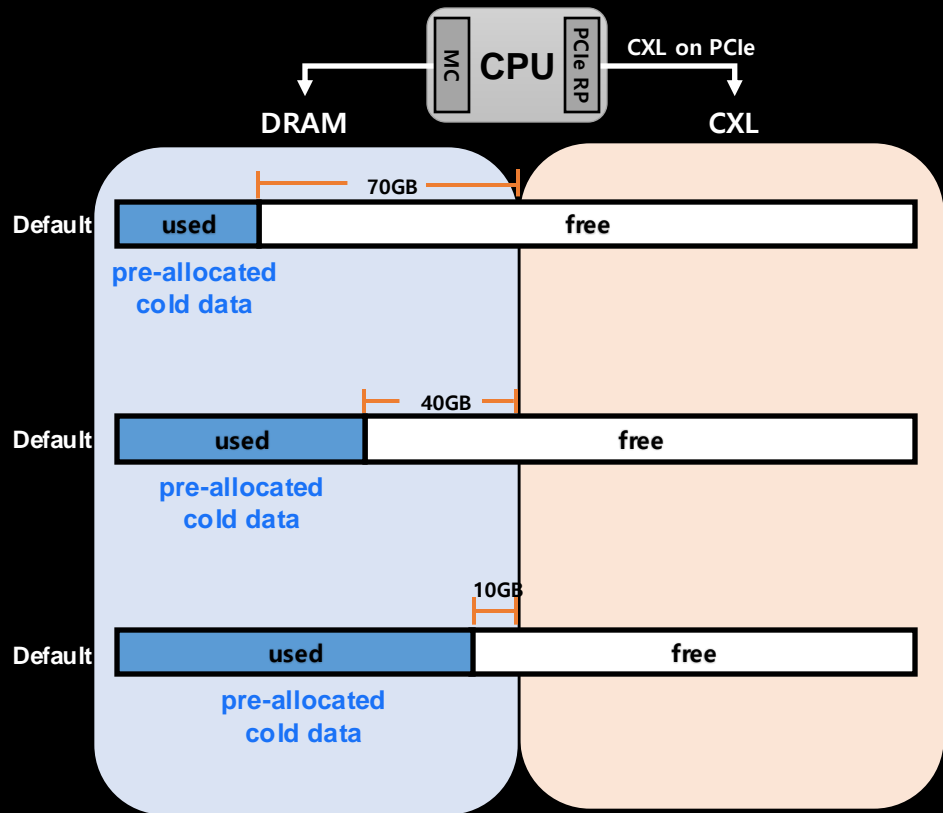 MC
CPU
PCIe RP
CXL on PCIe
DRAM
CXL
70GB
Default
used
free
pre-allocated
cold data
40GB
Default
used
free
pre-allocated
cold data
10GB
Default
used
free
pre-allocated
cold data